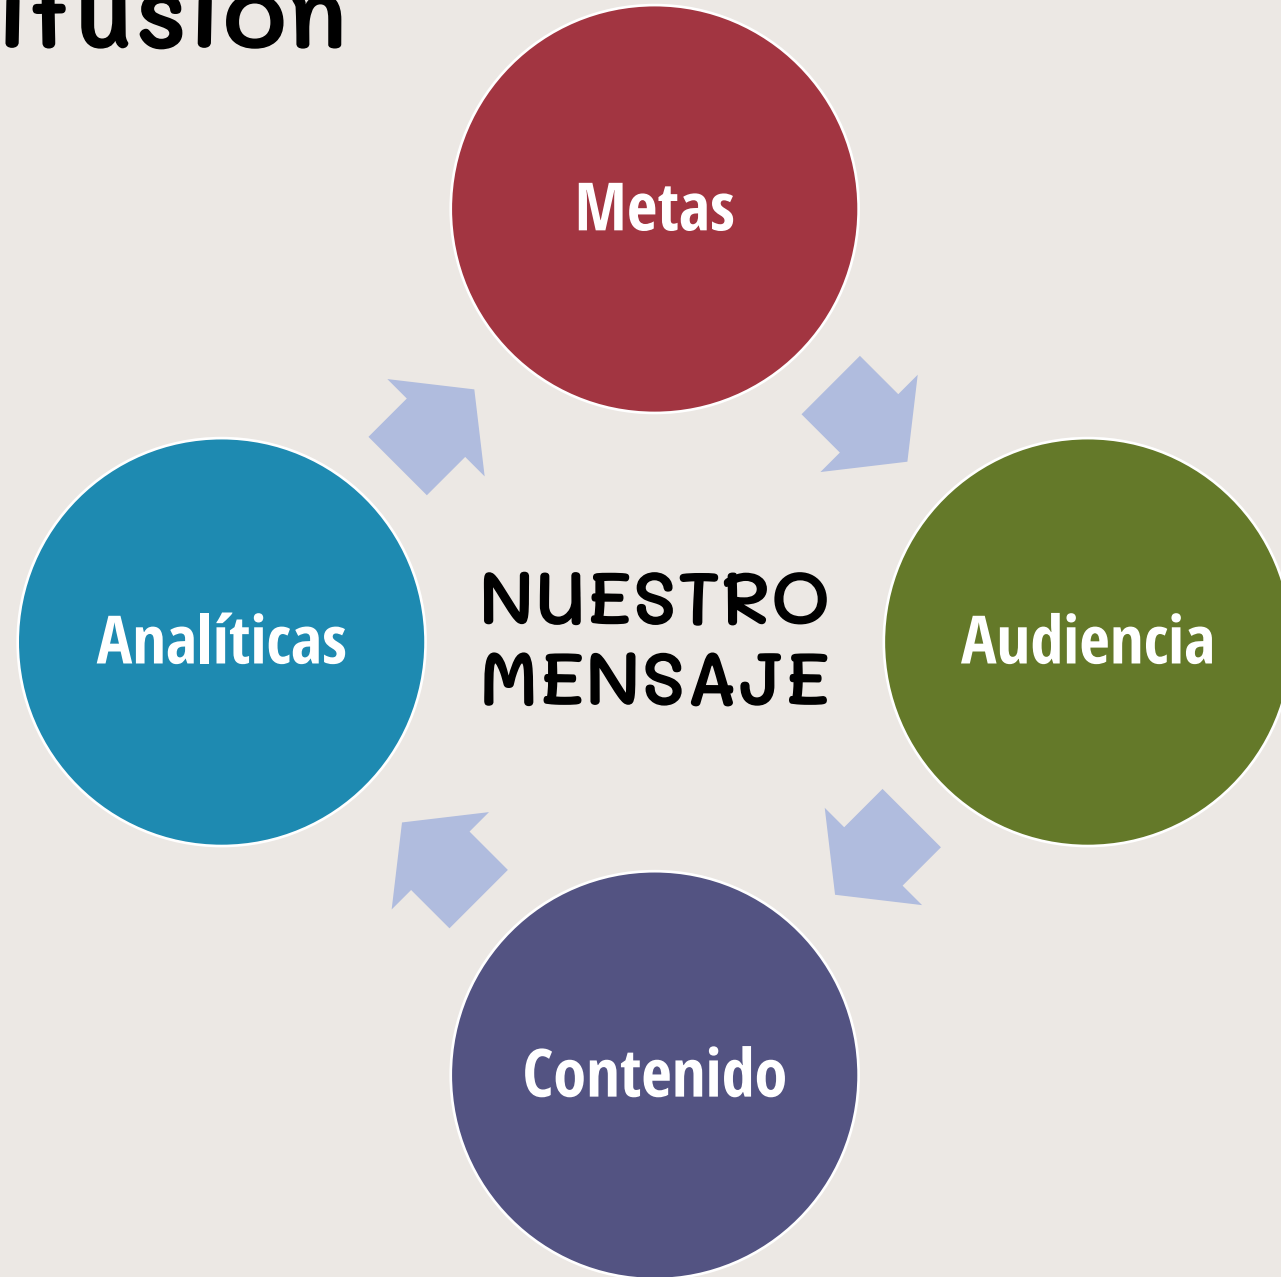 ifusión
Metas
Analíticas
NUESTRO
MENSAJE
Audiencia
Contenido